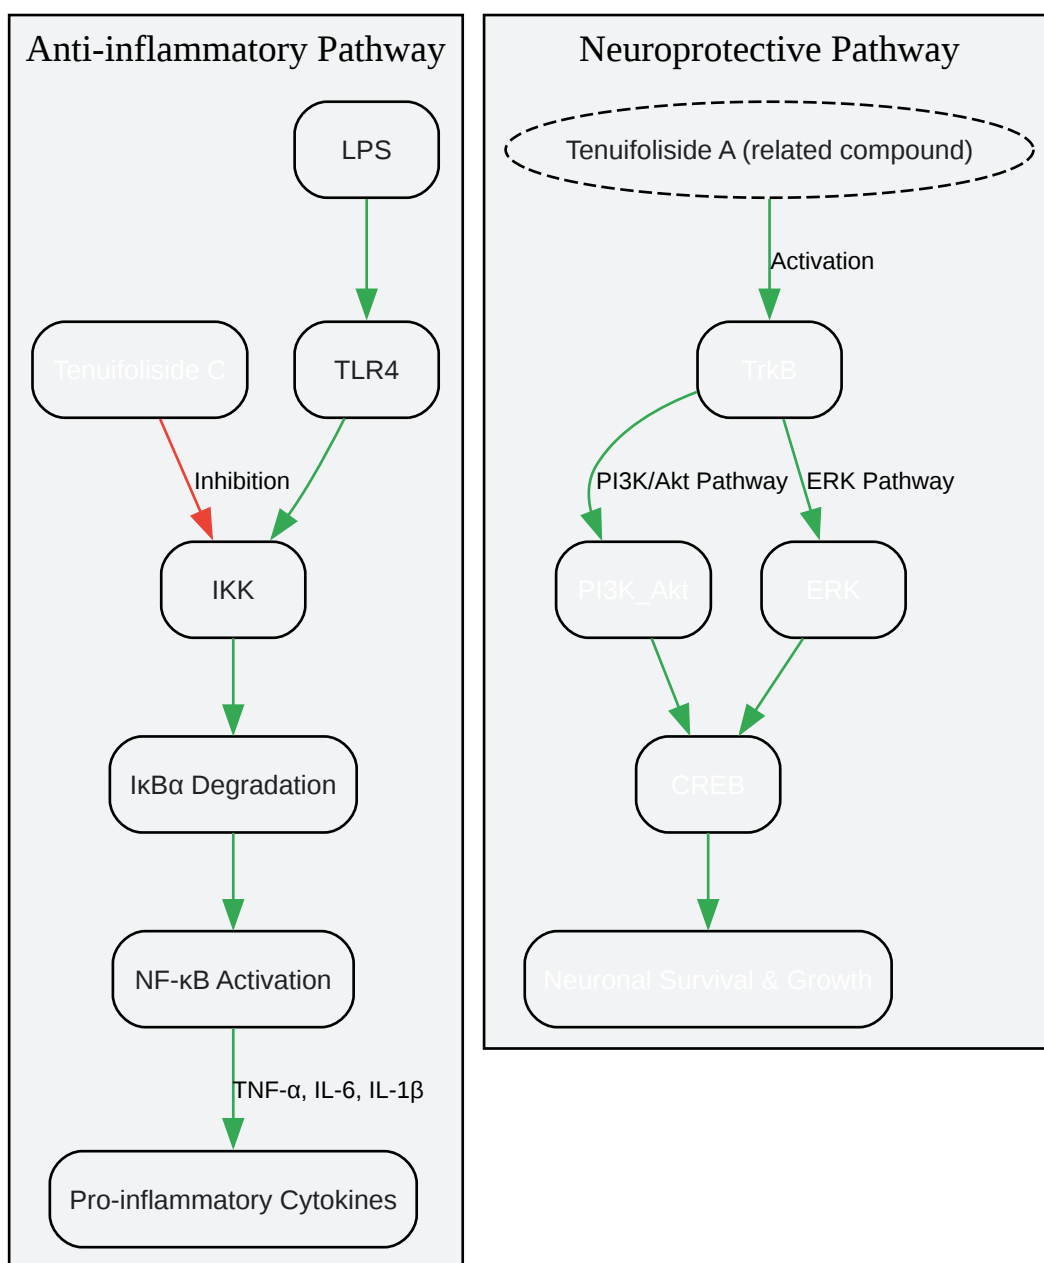 Anti-inflammatory Pathway
LPS
Tenuifoliside C
TLR4
Inhibition
IKK
IκBα Degradation
NF-κB Activation
TNF-α, IL-6, IL-1β
Pro-inflammatory Cytokines
Neuroprotective Pathway
Tenuifoliside A (related compound)
Activation
TrkB
PI3K/Akt Pathway
ERK Pathway
PI3K_Akt
ERK
CREB
Neuronal Survival & Growth